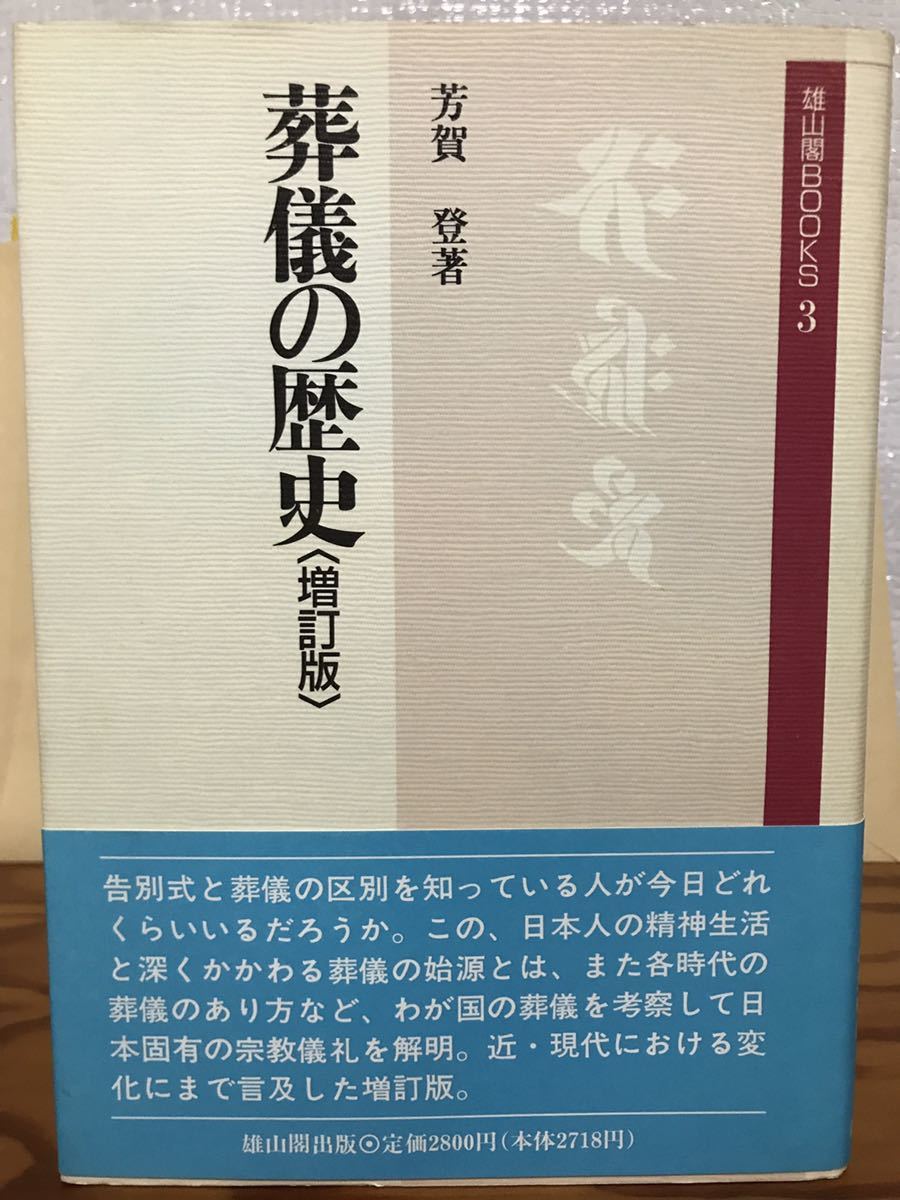 雄山閣BOOKS 3
芳賀 登著
葬儀の歴史〈増訂版〉
告別式と葬儀の区別を知っている人が今日どれ
くらいいるだろうか。この、日本人の精神生活
と深くかかわる葬儀の始源とは、また各時代の
葬儀のあり方など、わが国の葬儀を考察して日
本固有の宗教儀礼を解明。近・現代における変
化にまで言及した増訂版。
雄山閣出版◉定価2800円(本体2718円)